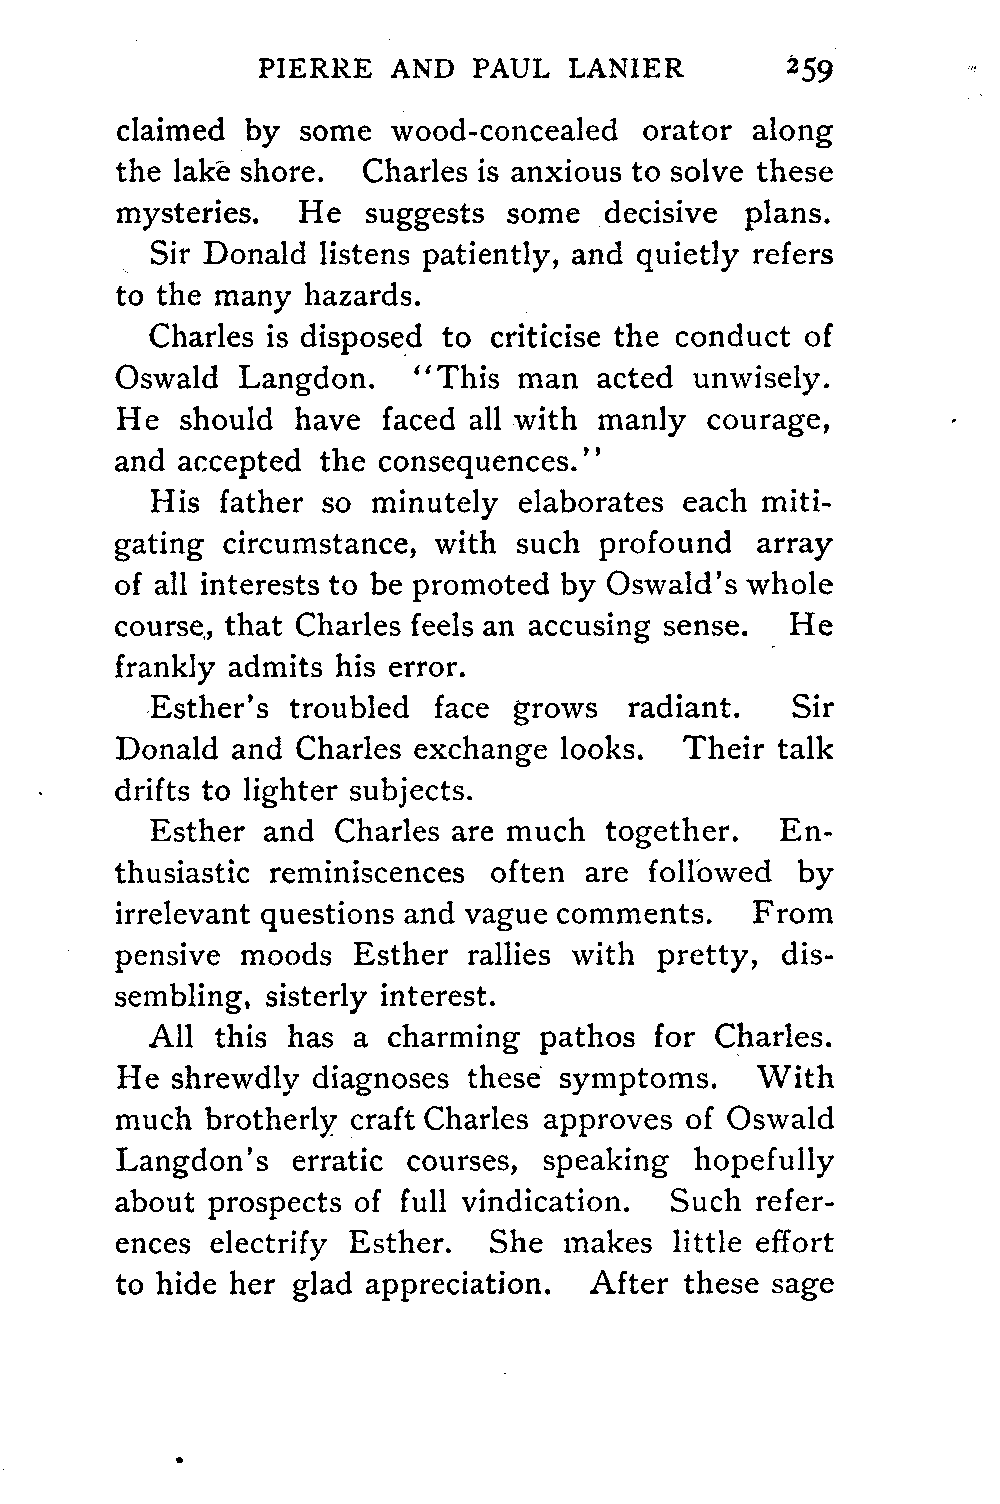 PIERRE AND PAUL LANIER 259
claimed by some wood-concealed orator along
the lake shore. Charles is anxious to solve these
mysteries. He suggests some decisive plans.
Sir Donald listens patiently, and quietly refers
to the many hazards.
Charles is disposed to criticise the conduct of
Oswald Langdon. "This man acted unwisely.
He should have faced all with manly courage,
and accepted the consequences."
His father so minutely elaborates each miti-
gating circumstance, with such profound array
of all interests to be promoted by Oswald's whole
course, that Charles feels an accusing sense. He
frankly admits his error.
Esther's troubled face grows radiant. Sir
Donald and Charles exchange looks. Their talk
drifts to lighter subjects.
Esther and Charles are much together. En-
thusiastic reminiscences often are followed by
irrelevant questions and vague comments. From
pensive moods Esther rallies with pretty, dis-
sembling, sisterly interest.
All this has a charming pathos for Charles.
He shrewdly diagnoses these symptoms. With
much brotherly craft Charles approves of Oswald
Langdon's erratic courses, speaking hopefully
about prospects of full vindication. Such refer-
ences electrify Esther. She makes little effort
to hide her glad appreciation. After these sage